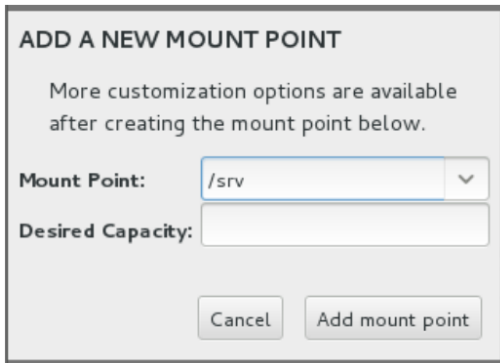 ADD A NEW MOUNT POINT
More customization options are available
after creating the mount point below.
Mount Point: /srv
Desired Capacity:
Cancel Add mount point